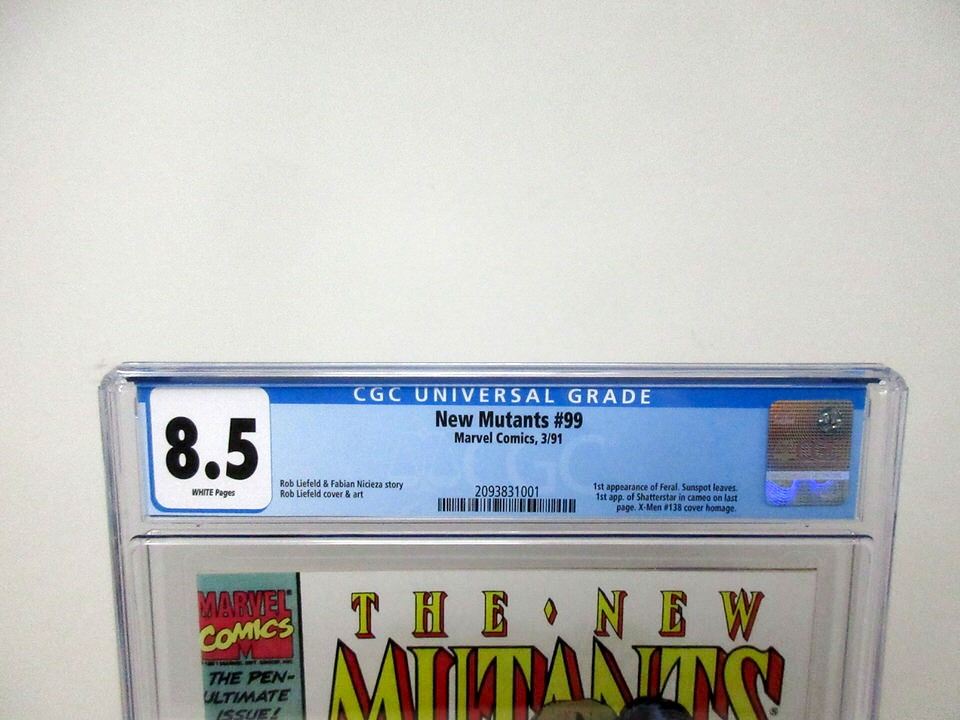 CGC UNIVERSAL GRADE
8.5
WHITE Pages
New Mutants #99
Marvel Comics, 3/91
Rob Liefeld & Fabian Nicieza story
Rob Liefeld cover & art
2093831001
1st appearance of Feral. Sunspot leaves.
1st app. of Shatterstar in cameo on last
page. X-Men #138 cover homage.
MARVEL
COMICS
THE PEN-
ULTIMATE
ISSUE!
THE NEW
MUTANTS